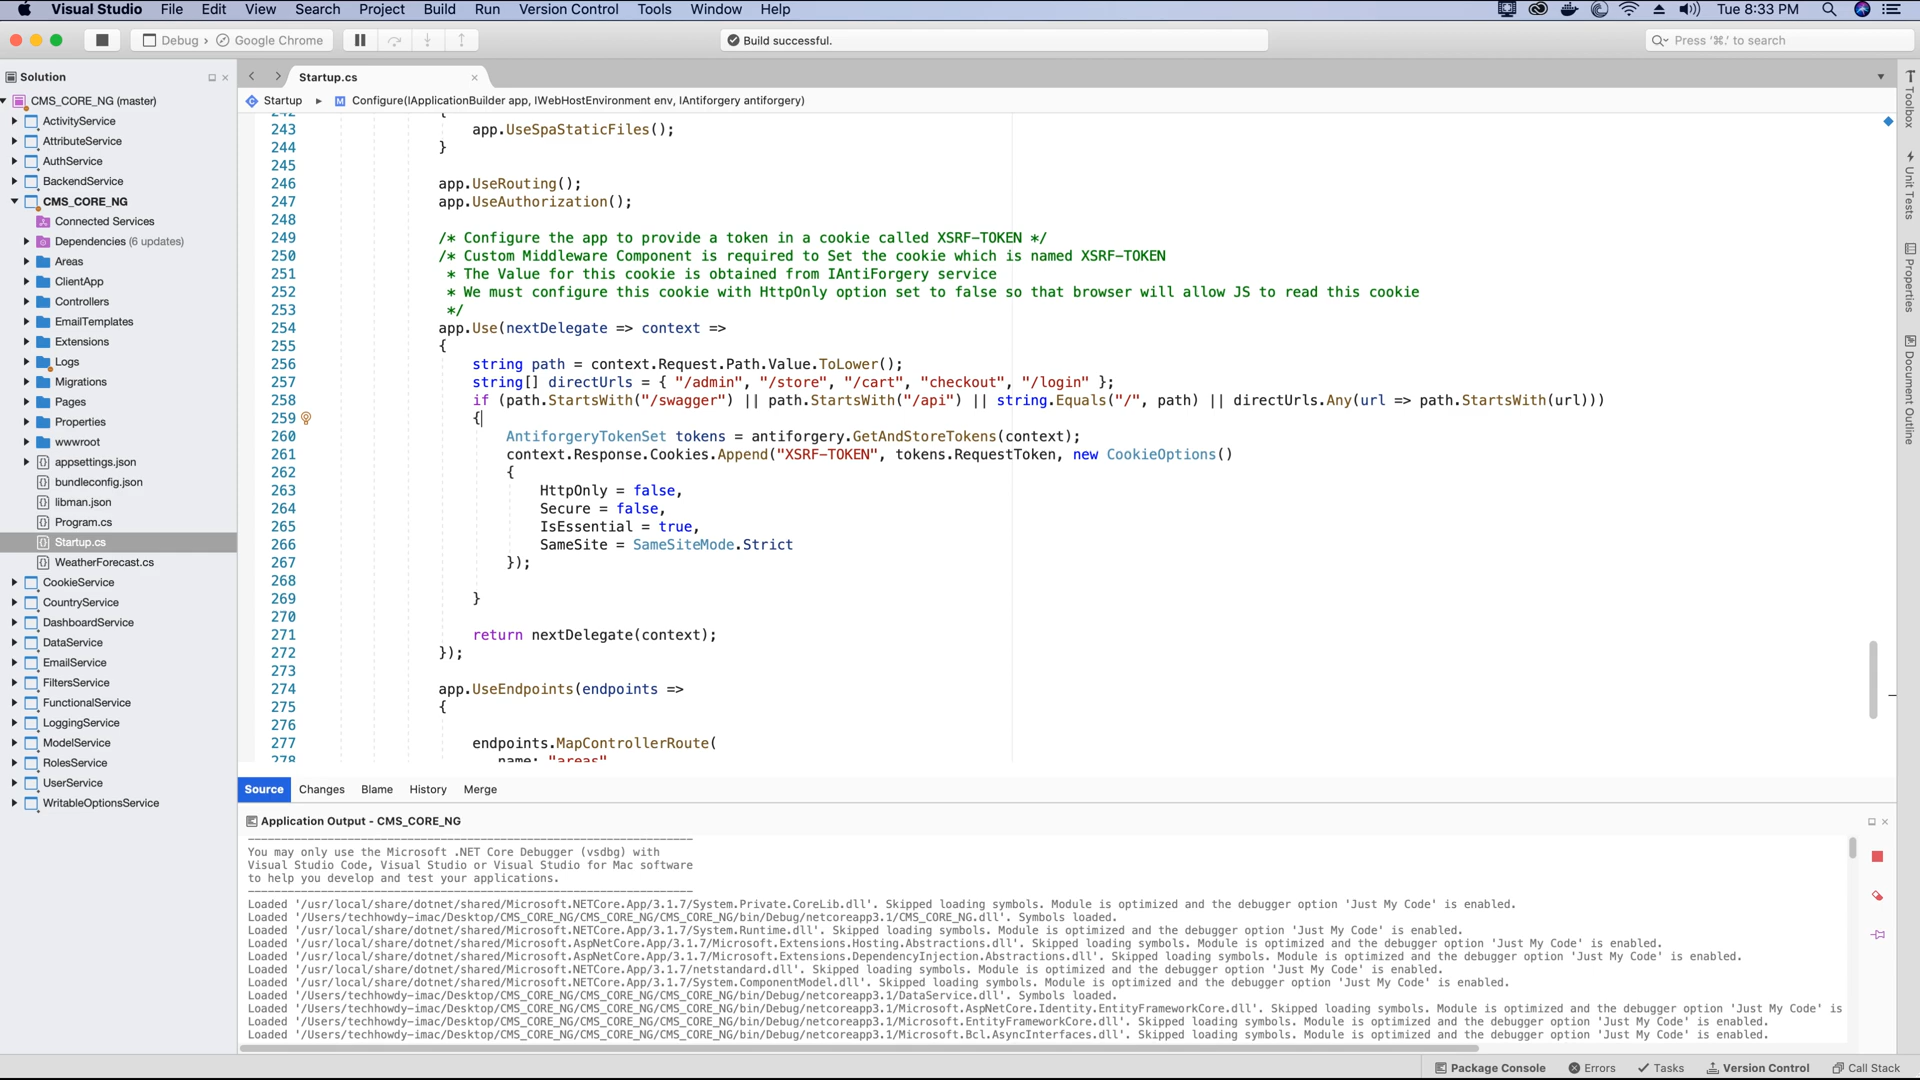 Visual Studio File Edit View Search Project Build Run Version Control Tools Window Help Tue 8:33 PM
Debug › Google Chrome
Build successful.
Press '⌘.' to search
Solution
CMS_CORE_NG (master)
ActivityService
AttributeService
AuthService
BackendService
CMS_CORE_NG
Connected Services
Dependencies (6 updates)
Areas
ClientApp
Controllers
EmailTemplates
Extensions
Logs
Migrations
Pages
Properties
wwwroot
appsettings.json
bundleconfig.json
libman.json
Program.cs
Startup.cs
WeatherForecast.cs
CookieService
CountryService
DashboardService
DataService
EmailService
FiltersService
FunctionalService
LoggingService
ModelService
RolesService
UserService
WritableOptionsService
Startup.cs
Startup ▸ M Configure(IApplicationBuilder app, IWebHostEnvironment env, IAntiforgery antiforgery)
242 {
243 app.UseSpaStaticFiles();
244 }
245
246 app.UseRouting();
247 app.UseAuthorization();
248
249 /* Configure the app to provide a token in a cookie called XSRF-TOKEN */
250 /* Custom Middleware Component is required to Set the cookie which is named XSRF-TOKEN
251 * The Value for this cookie is obtained from IAntiForgery service
252 * We must configure this cookie with HttpOnly option set to false so that browser will allow JS to read this cookie
253 */
254 app.Use(nextDelegate => context =>
255 {
256 string path = context.Request.Path.Value.ToLower();
257 string[] directUrls = { "/admin", "/store", "/cart", "checkout", "/login" };
258 if (path.StartsWith("/swagger") || path.StartsWith("/api") || string.Equals("/", path) || directUrls.Any(url => path.StartsWith(url)))
259 {
260 AntiforgeryTokenSet tokens = antiforgery.GetAndStoreTokens(context);
261 context.Response.Cookies.Append("XSRF-TOKEN", tokens.RequestToken, new CookieOptions()
262 {
263 HttpOnly = false,
264 Secure = false,
265 IsEssential = true,
266 SameSite = SameSiteMode.Strict
267 });
268
269 }
270
271 return nextDelegate(context);
272 });
273
274 app.UseEndpoints(endpoints =>
275 {
276
277 endpoints.MapControllerRoute(
278 name: "areas"
Source Changes Blame History Merge
Application Output - CMS_CORE_NG
You may only use the Microsoft .NET Core Debugger (vsdbg) with
Visual Studio Code, Visual Studio or Visual Studio for Mac software
to help you develop and test your applications.
Loaded '/usr/local/share/dotnet/shared/Microsoft.NETCore.App/3.1.7/System.Private.CoreLib.dll'. Skipped loading symbols. Module is optimized and the debugger option 'Just My Code' is enabled.
Loaded '/Users/techhowdy-imac/Desktop/CMS_CORE_NG/CMS_CORE_NG/CMS_CORE_NG/bin/Debug/netcoreapp3.1/CMS_CORE_NG.dll'. Symbols loaded.
Loaded '/usr/local/share/dotnet/shared/Microsoft.NETCore.App/3.1.7/System.Runtime.dll'. Skipped loading symbols. Module is optimized and the debugger option 'Just My Code' is enabled.
Loaded '/usr/local/share/dotnet/shared/Microsoft.AspNetCore.App/3.1.7/Microsoft.Extensions.Hosting.Abstractions.dll'. Skipped loading symbols. Module is optimized and the debugger option 'Just My Code' is enabled.
Loaded '/usr/local/share/dotnet/shared/Microsoft.AspNetCore.App/3.1.7/Microsoft.Extensions.DependencyInjection.Abstractions.dll'. Skipped loading symbols. Module is optimized and the debugger option 'Just My Code' is enabled.
Loaded '/usr/local/share/dotnet/shared/Microsoft.NETCore.App/3.1.7/netstandard.dll'. Skipped loading symbols. Module is optimized and the debugger option 'Just My Code' is enabled.
Loaded '/usr/local/share/dotnet/shared/Microsoft.NETCore.App/3.1.7/System.ComponentModel.dll'. Skipped loading symbols. Module is optimized and the debugger option 'Just My Code' is enabled.
Loaded '/Users/techhowdy-imac/Desktop/CMS_CORE_NG/CMS_CORE_NG/CMS_CORE_NG/bin/Debug/netcoreapp3.1/DataService.dll'. Symbols loaded.
Loaded '/Users/techhowdy-imac/Desktop/CMS_CORE_NG/CMS_CORE_NG/CMS_CORE_NG/bin/Debug/netcoreapp3.1/Microsoft.AspNetCore.Identity.EntityFrameworkCore.dll'. Skipped loading symbols. Module is optimized and the debugger option 'Just My Code' is
Loaded '/Users/techhowdy-imac/Desktop/CMS_CORE_NG/CMS_CORE_NG/CMS_CORE_NG/bin/Debug/netcoreapp3.1/Microsoft.EntityFrameworkCore.dll'. Skipped loading symbols. Module is optimized and the debugger option 'Just My Code' is enabled.
Loaded '/Users/techhowdy-imac/Desktop/CMS_CORE_NG/CMS_CORE_NG/CMS_CORE_NG/bin/Debug/netcoreapp3.1/Microsoft.Bcl.AsyncInterfaces.dll'. Skipped loading symbols. Module is optimized and the debugger option 'Just My Code' is enabled.
Toolbox
Unit Tests
Properties
Document Outline
Package Console Errors Tasks Version Control Call Stack